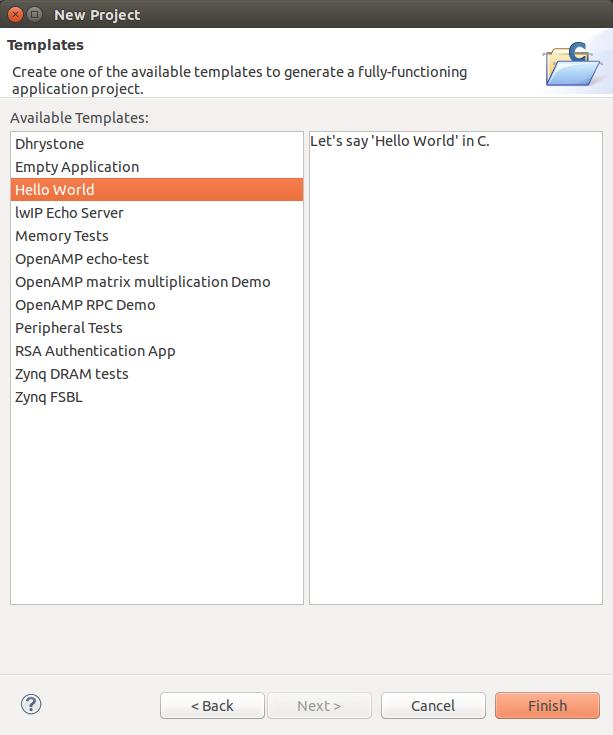 New Project
Templates
Create one of the available templates to generate a fully-functioning
application project.
C
Available Templates:
Dhrystone
Empty Application
Hello World
lwIP Echo Server
Memory Tests
OpenAMP echo-test
OpenAMP matrix multiplication Demo
OpenAMP RPC Demo
Peripheral Tests
RSA Authentication App
Zynq DRAM tests
Zynq FSBL
Let's say 'Hello World' in C.
?
< Back
Next >
Cancel
Finish